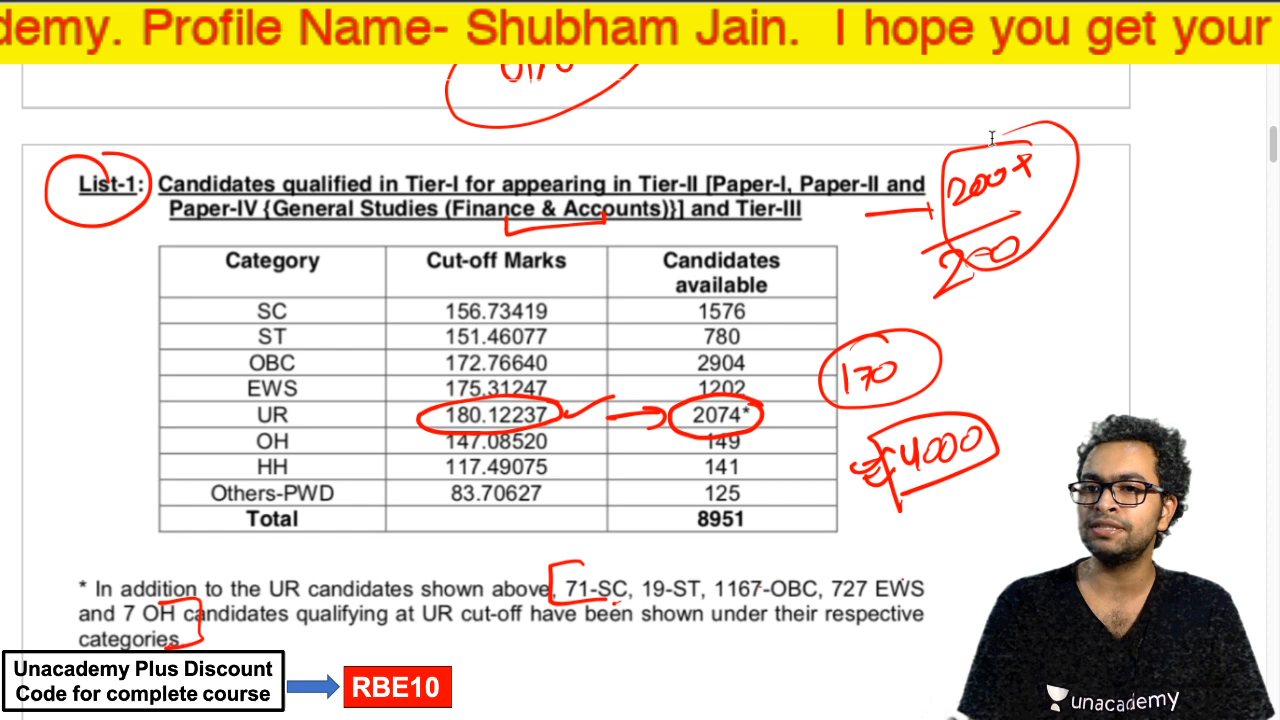 demy. Profile Name- Shubham Jain. I hope you get your
List-1: Candidates qualified in Tier-I for appearing in Tier-II [Paper-I, Paper-II and
Paper-IV {General Studies (Finance & Accounts)}] and Tier-III
200+
200
Category Cut-off Marks Candidates available
SC 156.73419 1576
ST 151.46077 780
OBC 172.76640 2904
EWS 175.31247 1202
UR 180.12237 2074*
OH 147.08520 149
HH 117.49075 141
Others-PWD 83.70627 125
Total 8951
170
4000
* In addition to the UR candidates shown above, 71-SC, 19-ST, 1167-OBC, 727 EWS
and 7 OH candidates qualifying at UR cut-off have been shown under their respective
categories.
Unacademy Plus Discount
Code for complete course
RBE10
unacademy